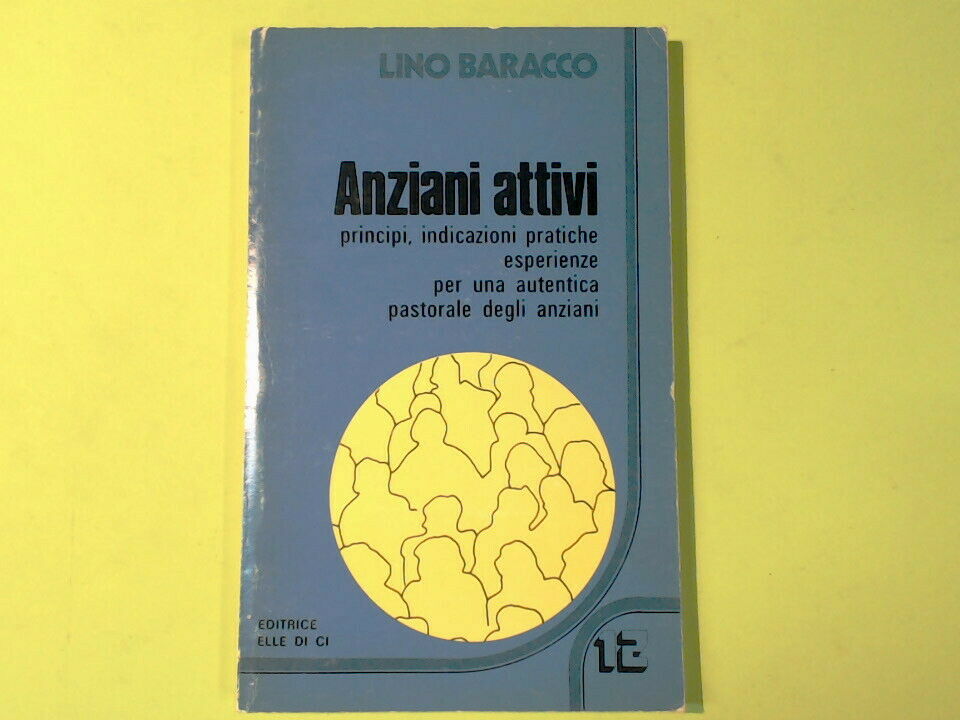 LINO BARACCO
Anziani attivi
principi, indicazioni pratiche
esperienze
per una autentica
pastorale degli anziani
EDITRICE
ELLE DI CI